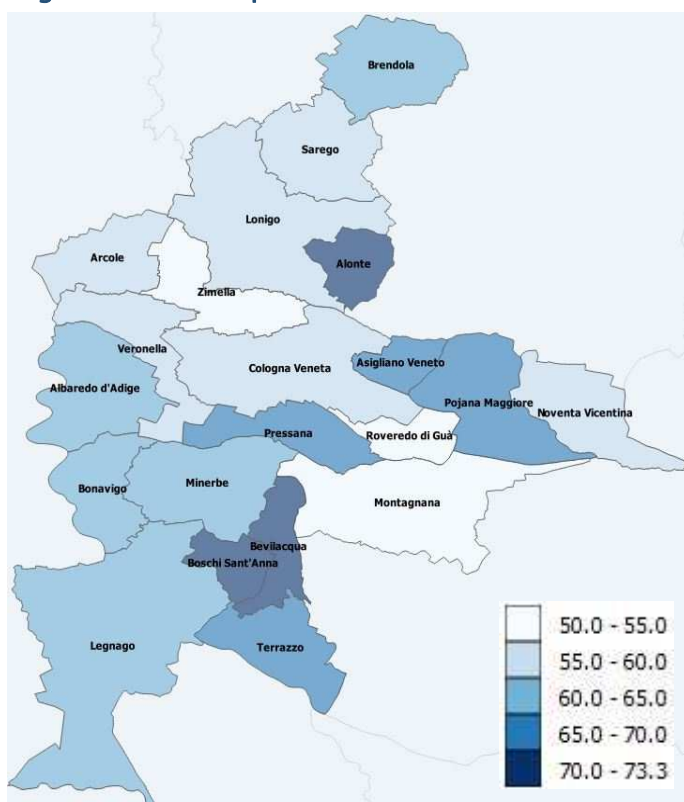 Brendola
Sarego
Lonigo
Arcole
Alonte
Zimella
Veronella
Asigliano Veneto
Cologna Veneta
Albaredo d'Adige
Pojana Maggiore
Noventa Vicentina
Pressana
Roveredo di Guà
Minerbe
Bonavigo
Montagnana
Bevilacqua
Boschi Sant'Anna
Legnago
Terrazzo
50.0 - 55.0
55.0 - 60.0
60.0 - 65.0
65.0 - 70.0
70.0 - 73.3